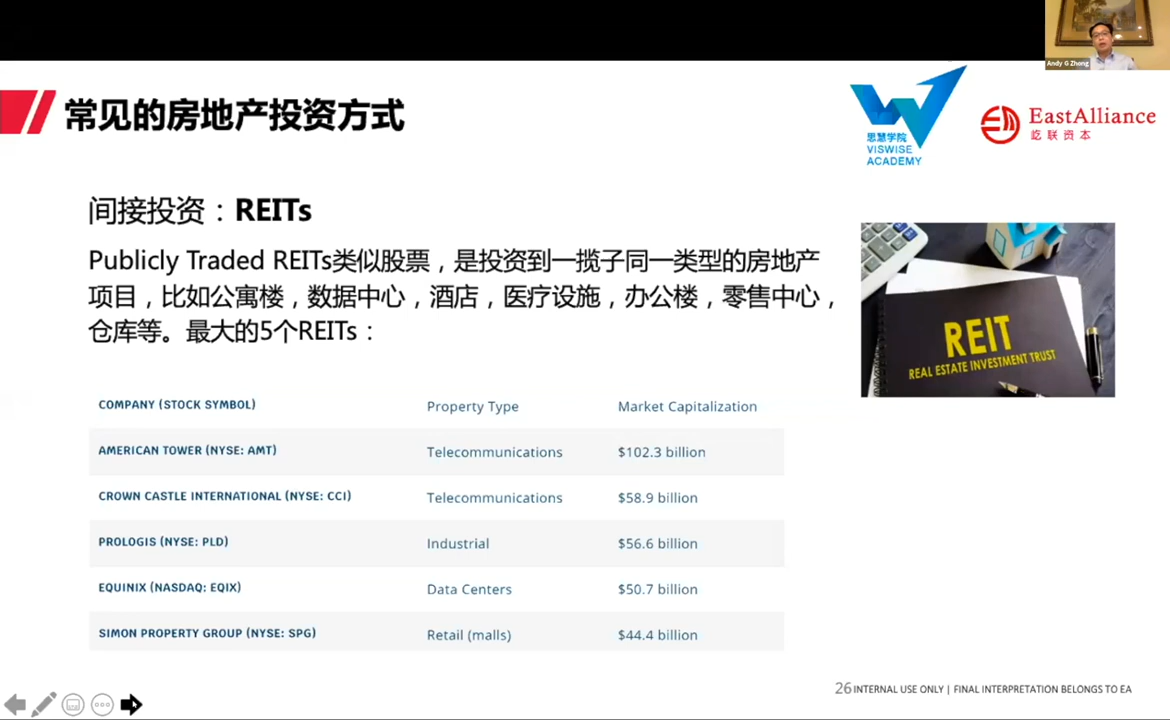 Andy G Zhong
常见的房地产投资方式
思慧学院
VISWISE
ACADEMY
EastAlliance
屹联资本
间接投资：REITs
Publicly Traded REITs类似股票，是投资到一揽子同一类型的房地产
项目，比如公寓楼，数据中心，酒店，医疗设施，办公楼，零售中心，
仓库等。最大的5个REITs：
REIT
REAL ESTATE INVESTMENT TRUST
COMPANY (STOCK SYMBOL) Property Type Market Capitalization
AMERICAN TOWER (NYSE: AMT) Telecommunications $102.3 billion
CROWN CASTLE INTERNATIONAL (NYSE: CCI) Telecommunications $58.9 billion
PROLOGIS (NYSE: PLD) Industrial $56.6 billion
EQUINIX (NASDAQ: EQIX) Data Centers $50.7 billion
SIMON PROPERTY GROUP (NYSE: SPG) Retail (malls) $44.4 billion
26 INTERNAL USE ONLY | FINAL INTERPRETATION BELONGS TO EA